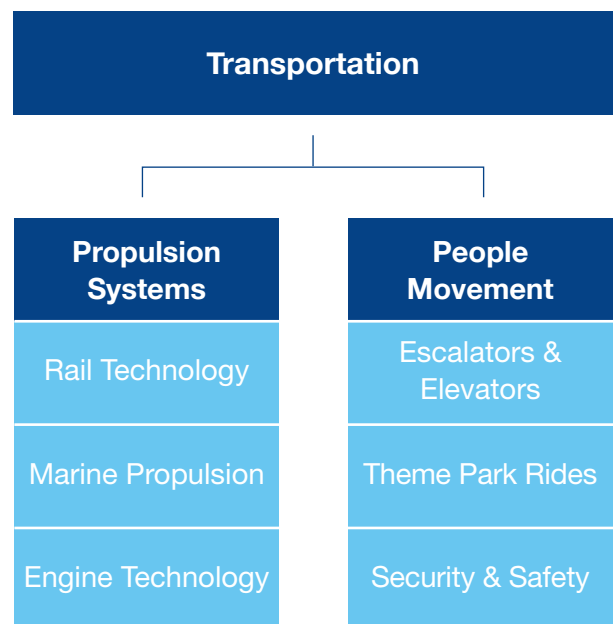 Transportation
Propulsion
Systems
Rail Technology
Marine Propulsion
Engine Technology
People
Movement
Escalators &
Elevators
Theme Park Rides
Security & Safety